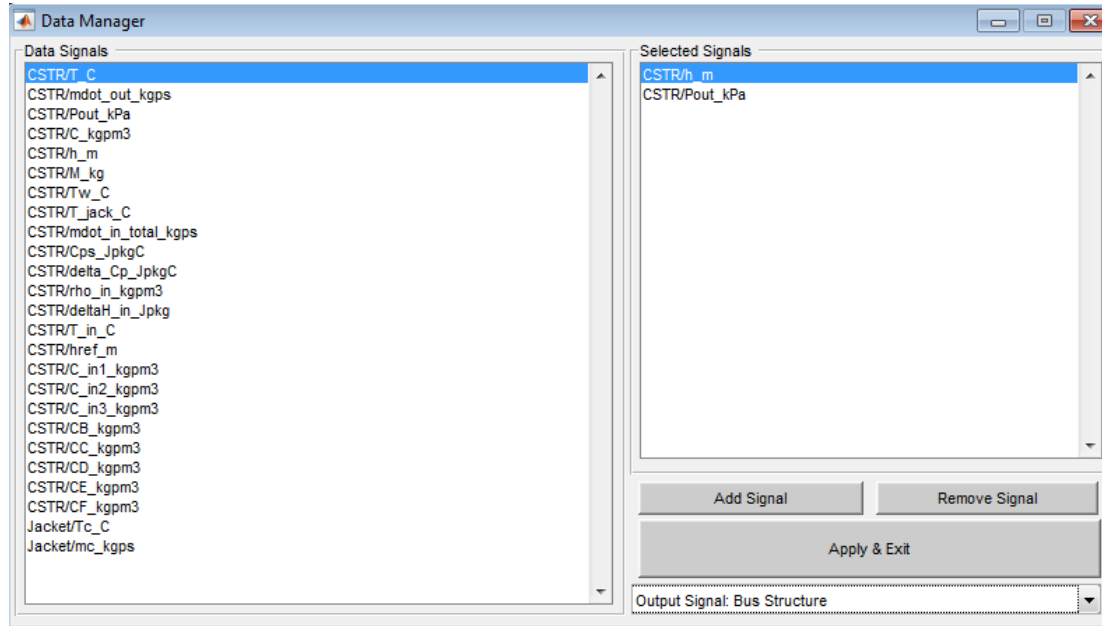 Data Manager
Data Signals
CSTR/T_C
CSTR/mdot_out_kgps
CSTR/Pout_kPa
CSTR/C_kgpm3
CSTR/h_m
CSTR/M_kg
CSTR/Tw_C
CSTR/T_jack_C
CSTR/mdot_in_total_kgps
CSTR/Cps_JpkgC
CSTR/delta_Cp_JpkgC
CSTR/rho_in_kgpm3
CSTR/deltaH_in_Jpkg
CSTR/T_in_C
CSTR/href_m
CSTR/C_in1_kgpm3
CSTR/C_in2_kgpm3
CSTR/C_in3_kgpm3
CSTR/CB_kgpm3
CSTR/CC_kgpm3
CSTR/CD_kgpm3
CSTR/CE_kgpm3
CSTR/CF_kgpm3
Jacket/Tc_C
Jacket/mc_kgps
Selected Signals
CSTR/h_m
CSTR/Pout_kPa
Add Signal
Remove Signal
Apply & Exit
Output Signal: Bus Structure